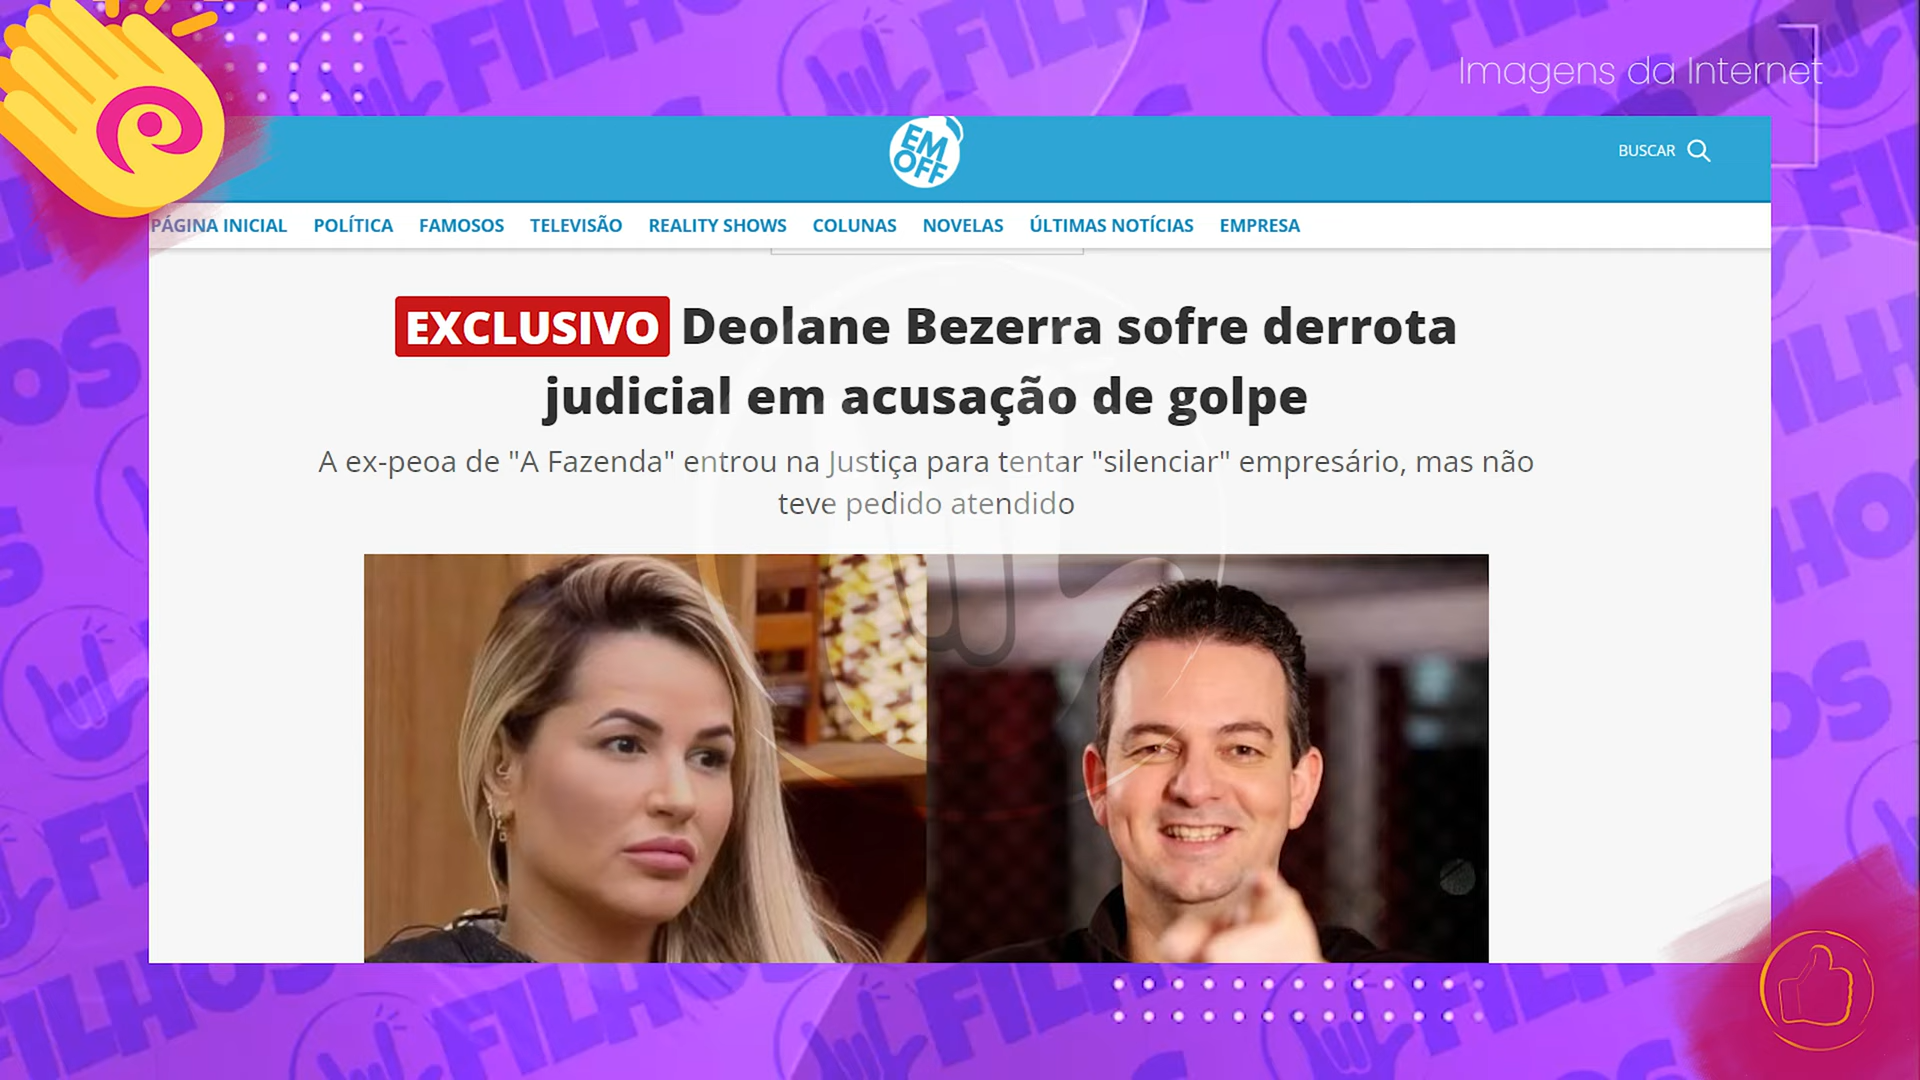 FILHOS
Imagens da Internet
EM
OFF
BUSCAR
PÁGINA INICIAL POLÍTICA FAMOSOS TELEVISÃO REALITY SHOWS COLUNAS NOVELAS ÚLTIMAS NOTÍCIAS EMPRESA
EXCLUSIVO Deolane Bezerra sofre derrota
judicial em acusação de golpe
A ex-peoa de "A Fazenda" entrou na Justiça para tentar "silenciar" empresário, mas não
teve pedido atendido
FILHOS